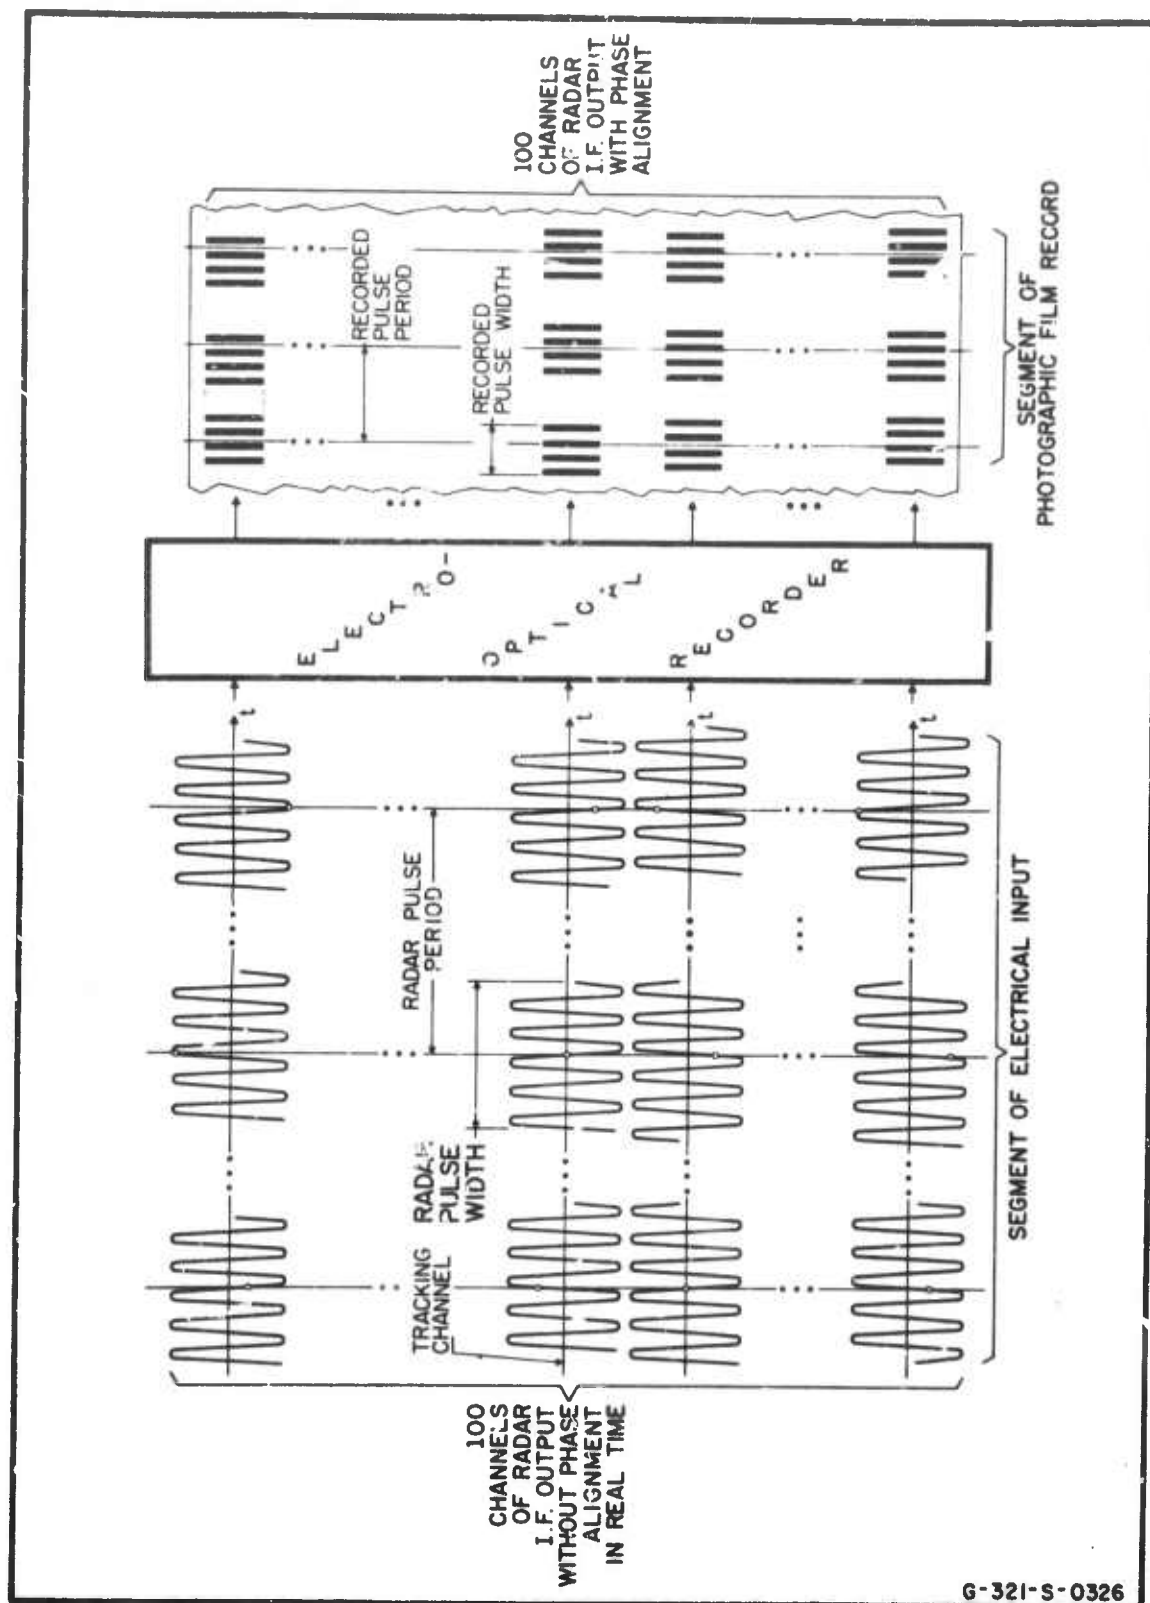 100
CHANNELS
OF RADAR
I.F. OUTPUT
WITHOUT PHASE
ALIGNMENT
IN REAL TIME
TRACKING
CHANNEL
RADAR
PULSE
WIDTH
RADAR PULSE
PERIOD
t
t
t
t
SEGMENT OF ELECTRICAL INPUT
ELECTRO-
OPTICAL
RECORDER
RECORDED
PULSE
PERIOD
RECORDED
PULSE WIDTH
100
CHANNELS
OF RADAR
I.F. OUTPUT
WITH PHASE
ALIGNMENT
SEGMENT OF
PHOTOGRAPHIC FILM RECORD
G-321-S-0326